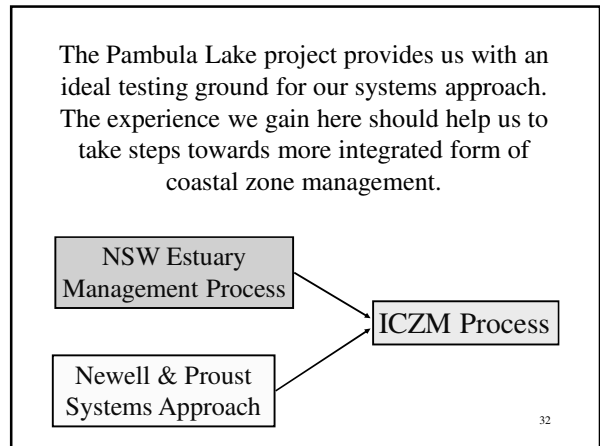 The Pambula Lake project provides us with an
ideal testing ground for our systems approach.
The experience we gain here should help us to
take steps towards more integrated form of
coastal zone management.
NSW Estuary
Management Process
ICZM Process
Newell & Proust
Systems Approach
32